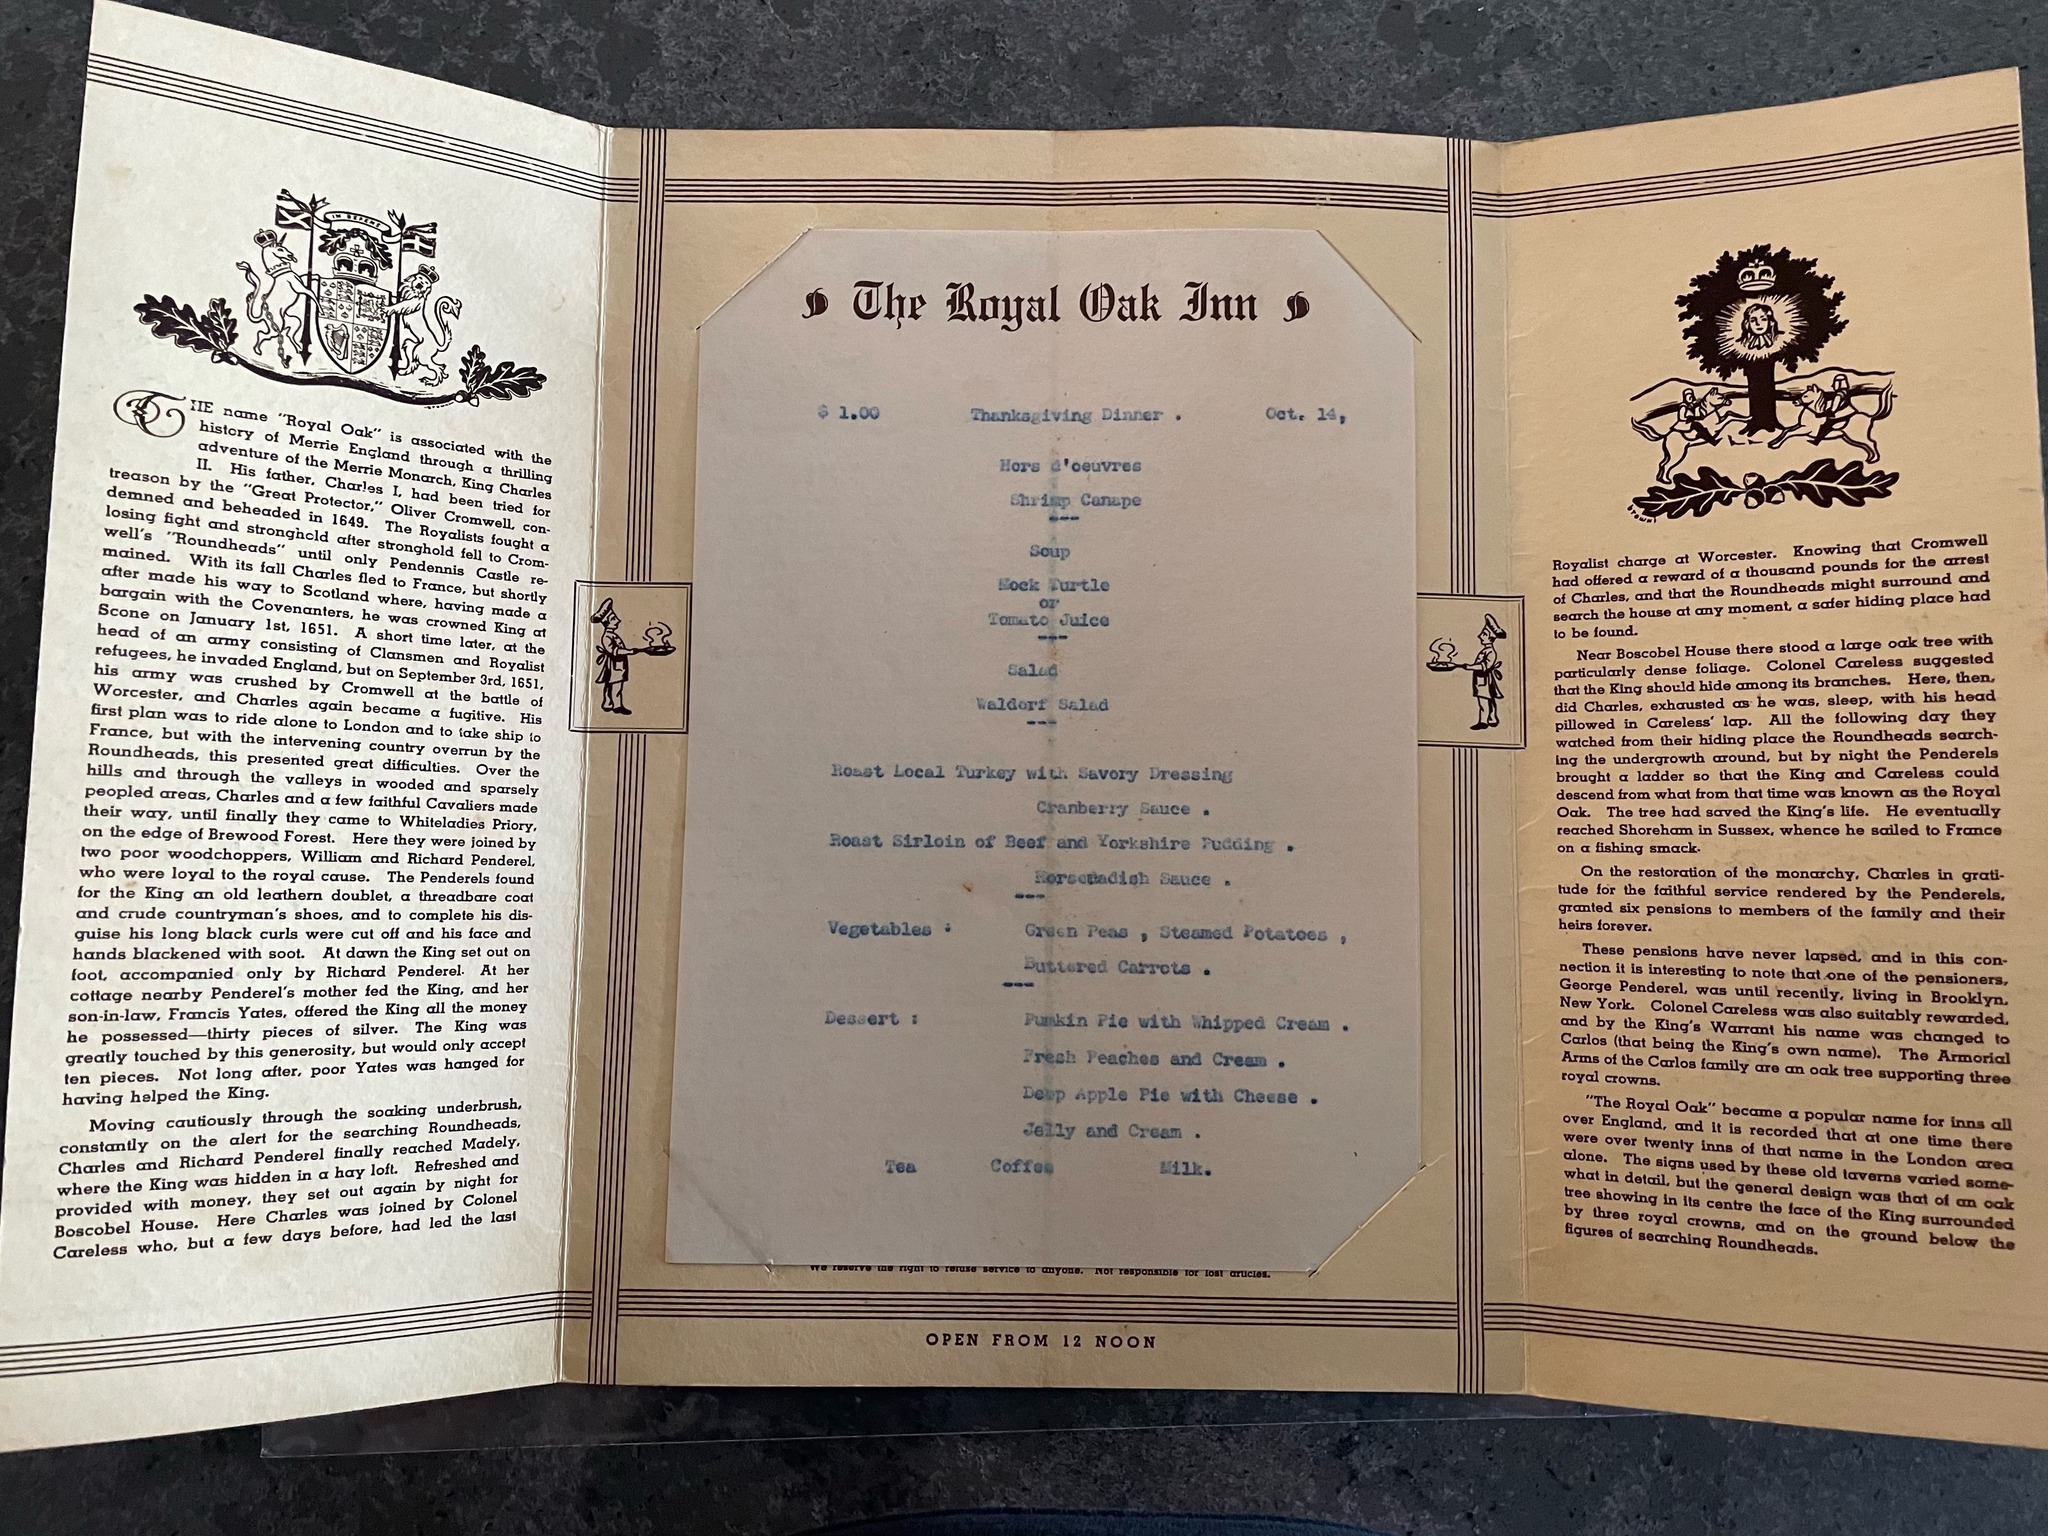 IN DEFENS
THE name "Royal Oak" is associated with the
history of Merrie England through a thrilling
adventure of the Merrie Monarch, King Charles
II. His father, Charles I, had been tried for
treason by the "Great Protector," Oliver Cromwell, con-
demned and beheaded in 1649. The Royalists fought a
losing fight and stronghold after stronghold fell to Crom-
well's "Roundheads" until only Pendennis Castle re-
mained. With its fall Charles fled to France, but shortly
after made his way to Scotland where, having made a
bargain with the Covenanters, he was crowned King at
Scone on January 1st, 1651. A short time later, at the
head of an army consisting of Clansmen and Royalist
refugees, he invaded England, but on September 3rd, 1651,
his army was crushed by Cromwell at the battle of
Worcester, and Charles again became a fugitive. His
first plan was to ride alone to London and to take ship to
France, but with the intervening country overrun by the
Roundheads, this presented great difficulties. Over the
hills and through the valleys in wooded and sparsely
peopled areas, Charles and a few faithful Cavaliers made
their way, until finally they came to Whiteladies Priory,
on the edge of Brewood Forest. Here they were joined by
two poor woodchoppers, William and Richard Penderel,
who were loyal to the royal cause. The Penderels found
for the King an old leathern doublet, a threadbare coat
and crude countryman's shoes, and to complete his dis-
guise his long black curls were cut off and his face and
hands blackened with soot. At dawn the King set out on
foot, accompanied only by Richard Penderel. At her
cottage nearby Penderel's mother fed the King, and her
son-in-law, Francis Yates, offered the King all the money
he possessed—thirty pieces of silver. The King was
greatly touched by this generosity, but would only accept
ten pieces. Not long after, poor Yates was hanged for
having helped the King.
Moving cautiously through the soaking underbrush,
constantly on the alert for the searching Roundheads,
Charles and Richard Penderel finally reached Madely,
where the King was hidden in a hay loft. Refreshed and
provided with money, they set out again by night for
Boscobel House. Here Charles was joined by Colonel
Careless who, but a few days before, had led the last
The Royal Oak Inn
$ 1.00 Thanksgiving Dinner . Oct. 14,
Hors d'oeuvres
Shrimp Canape
---
Soup
Mock Turtle
or
Tomato Juice
---
Salad
Waldorf Salad
---
Roast Local Turkey with Savory Dressing
Cranberry Sauce .
Roast Sirloin of Beef and Yorkshire Pudding .
Horseradish Sauce .
---
Vegetables : Green Peas , Steamed Potatoes ,
Buttered Carrots .
---
Dessert : Pumkin Pie with Whipped Cream .
Fresh Peaches and Cream .
Deep Apple Pie with Cheese .
Jelly and Cream .
Tea Coffee Milk.
We reserve the right to refuse service to anyone. Not responsible for lost articles.
OPEN FROM 12 NOON
BROWNI
Royalist charge at Worcester. Knowing that Cromwell
had offered a reward of a thousand pounds for the arrest
of Charles, and that the Roundheads might surround and
search the house at any moment, a safer hiding place had
to be found.
Near Boscobel House there stood a large oak tree with
particularly dense foliage. Colonel Careless suggested
that the King should hide among its branches. Here, then,
did Charles, exhausted as he was, sleep, with his head
pillowed in Careless' lap. All the following day they
watched from their hiding place the Roundheads search-
ing the undergrowth around, but by night the Penderels
brought a ladder so that the King and Careless could
descend from what from that time was known as the Royal
Oak. The tree had saved the King's life. He eventually
reached Shoreham in Sussex, whence he sailed to France
on a fishing smack.
On the restoration of the monarchy, Charles in grati-
tude for the faithful service rendered by the Penderels,
granted six pensions to members of the family and their
heirs forever.
These pensions have never lapsed, and in this con-
nection it is interesting to note that one of the pensioners,
George Penderel, was until recently, living in Brooklyn,
New York. Colonel Careless was also suitably rewarded,
and by the King's Warrant his name was changed to
Carlos (that being the King's own name). The Armorial
Arms of the Carlos family are an oak tree supporting three
royal crowns.
"The Royal Oak" became a popular name for inns all
over England, and it is recorded that at one time there
were over twenty inns of that name in the London area
alone. The signs used by these old taverns varied some-
what in detail, but the general design was that of an oak
tree showing in its centre the face of the King surrounded
by three royal crowns, and on the ground below the
figures of searching Roundheads.